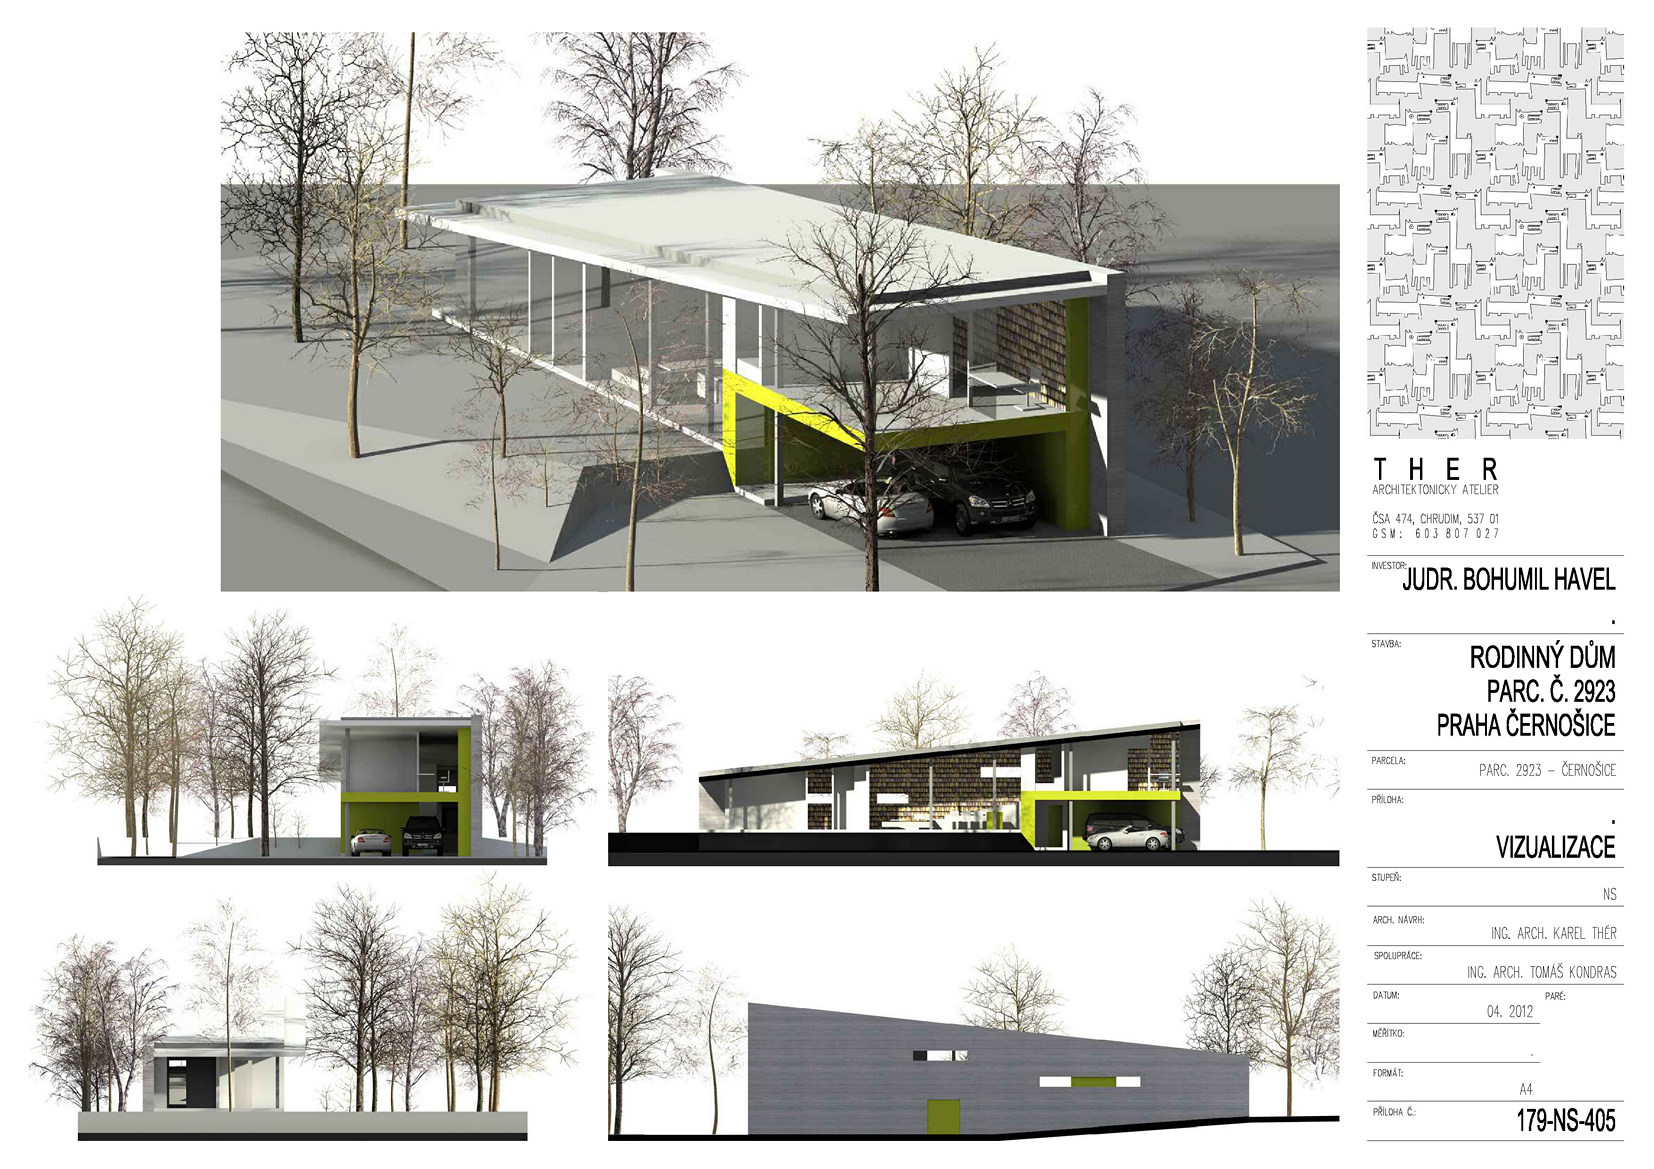 THER
ARCHITEKTONICKÝ ATELIER
ČSA 474, CHRUDIM, 537 01
GSM: 603 807 027
INVESTOR:
JUDR. BOHUMIL HAVEL
.
STAVBA:
RODINNÝ DŮM
PARC. Č. 2923
PRAHA ČERNOŠICE
PARCELA:
PARC. 2923 – ČERNOŠICE
PŘÍLOHA:
.
VIZUALIZACE
STUPEŇ:
NS
ARCH. NÁVRH:
ING. ARCH. KAREL THÉR
SPOLUPRÁCE:
ING. ARCH. TOMÁŠ KONDRAS
DATUM:
PARÉ:
04. 2012
MĚŘÍTKO:
.
FORMÁT:
A4
PŘÍLOHA Č.:
179-NS-405